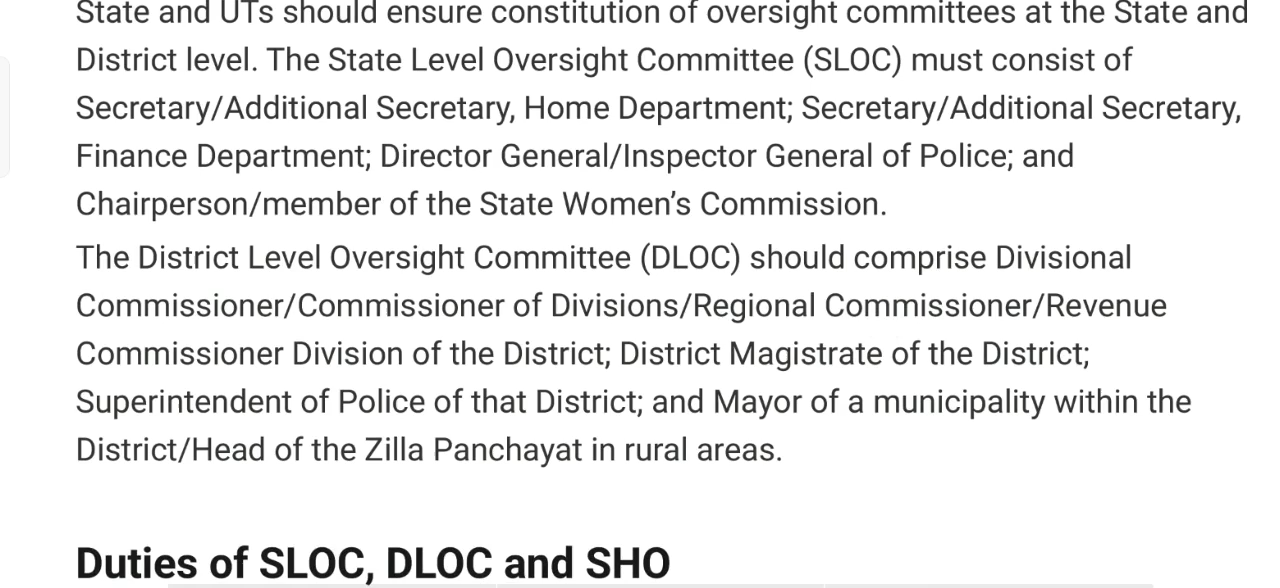 State and UTs should ensure constitution of oversight committees at the State and
District level. The State Level Oversight Committee (SLOC) must consist of
Secretary/Additional Secretary, Home Department; Secretary/Additional Secretary,
Finance Department; Director General/Inspector General of Police; and
Chairperson/member of the State Women’s Commission.
The District Level Oversight Committee (DLOC) should comprise Divisional
Commissioner/Commissioner of Divisions/Regional Commissioner/Revenue
Commissioner Division of the District; District Magistrate of the District;
Superintendent of Police of that District; and Mayor of a municipality within the
District/Head of the Zilla Panchayat in rural areas.
Duties of SLOC, DLOC and SHO